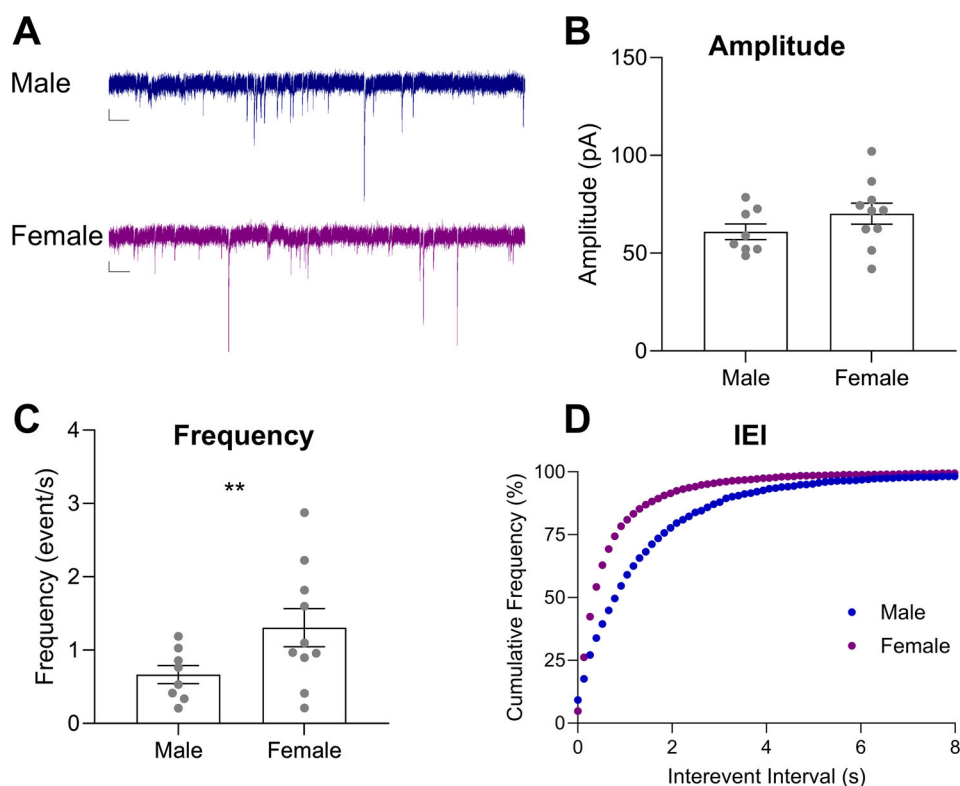 A
Male
Female
B
Amplitude
Amplitude (pA)
150
100
50
0
Male
Female
C
Frequency
**
Frequency (event/s)
4
3
2
1
0
Male
Female
D
IEI
Cumulative Frequency (%)
100
75
50
25
0
Male
Female
0 2 4 6 8
Interevent Interval (s)